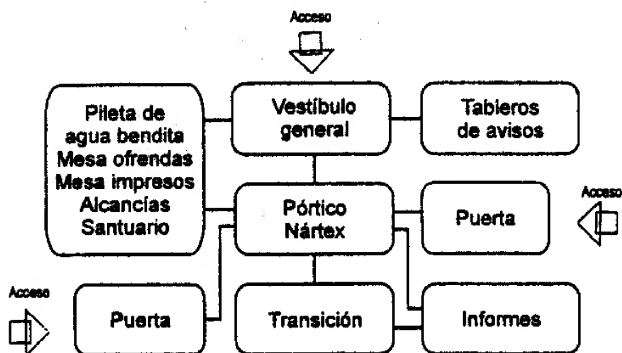 Acceso
Pileta de
agua bendita
Mesa ofrendas
Mesa impresos
Alcancías
Santuario
Vestíbulo
general
Tableros
de avisos
Pórtico
Nártex
Puerta
Acceso
Acceso
Puerta
Transición
Informes